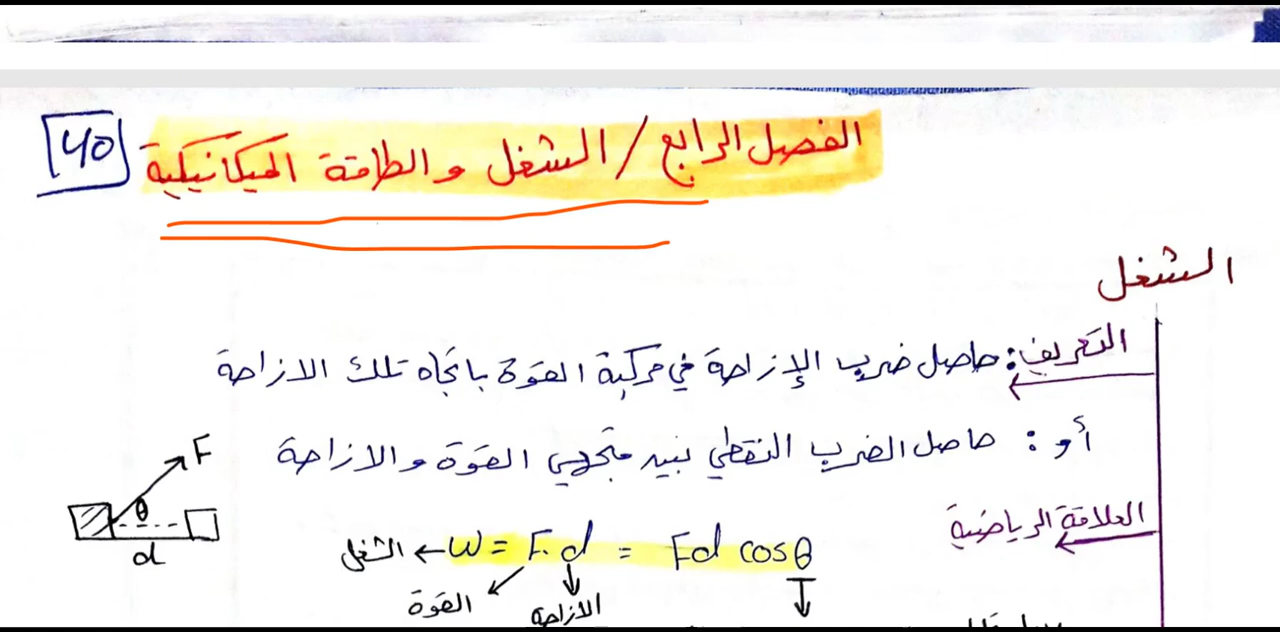 40
الفصل الرابع / الشغل والطاقة الميكانيكية
الشغل
التعريف: حاصل ضرب الإزاحة في مركبة القوة باتجاه تلك الازاحة
أو: حاصل الضرب النقطي بين متجهي القوة والازاحة
F
θ
d
العلاقة الرياضية
الشغل ← W = F. d = Fd cosθ
القوة
الازاحة